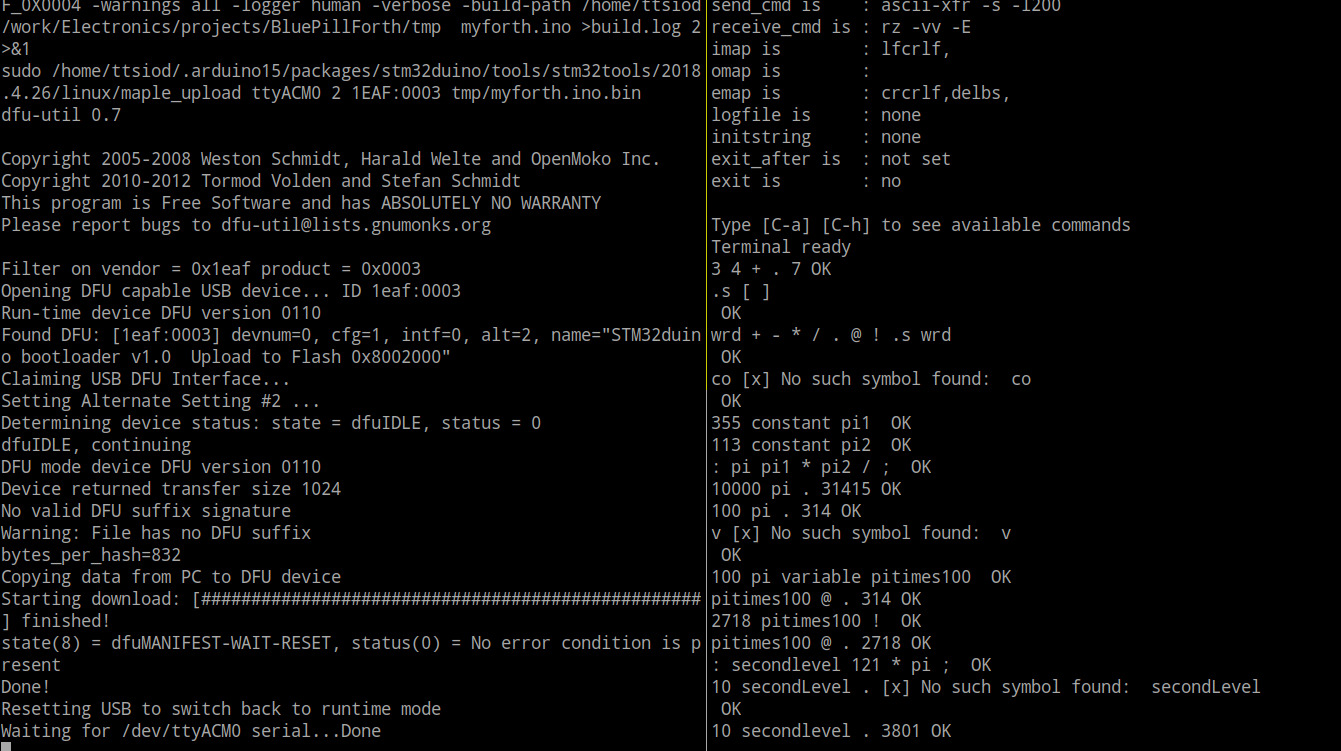 F_0X0004 -warnings all -logger human -verbose -build-path /home/ttsiod
/work/Electronics/projects/BluePillForth/tmp  myforth.ino >build.log 2
>&1
sudo /home/ttsiod/.arduino15/packages/stm32duino/tools/stm32tools/2018
.4.26/linux/maple_upload ttyACM0 2 1EAF:0003 tmp/myforth.ino.bin
dfu-util 0.7
Copyright 2005-2008 Weston Schmidt, Harald Welte and OpenMoko Inc.
Copyright 2010-2012 Tormod Volden and Stefan Schmidt
This program is Free Software and has ABSOLUTELY NO WARRANTY
Please report bugs to dfu-util@lists.gnumonks.org
Filter on vendor = 0x1eaf product = 0x0003
Opening DFU capable USB device... ID 1eaf:0003
Run-time device DFU version 0110
Found DFU: [1eaf:0003] devnum=0, cfg=1, intf=0, alt=2, name="STM32duin
o bootloader v1.0  Upload to Flash 0x8002000"
Claiming USB DFU Interface...
Setting Alternate Setting #2 ...
Determining device status: state = dfuIDLE, status = 0
dfuIDLE, continuing
DFU mode device DFU version 0110
Device returned transfer size 1024
No valid DFU suffix signature
Warning: File has no DFU suffix
bytes_per_hash=832
Copying data from PC to DFU device
Starting download: [##################################################
] finished!
state(8) = dfuMANIFEST-WAIT-RESET, status(0) = No error condition is p
resent
Done!
Resetting USB to switch back to runtime mode
Waiting for /dev/ttyACM0 serial...Done
send_cmd is    : ascii-xfr -s -l200
receive_cmd is : rz -vv -E
imap is        : lfcrlf,
omap is        :
emap is        : crcrlf,delbs,
logfile is     : none
initstring     : none
exit_after is  : not set
exit is        : no
Type [C-a] [C-h] to see available commands
Terminal ready
3 4 + . 7 OK
.s [ ]
 OK
wrd + - * / . @ ! .s wrd
 OK
co [x] No such symbol found:  co
 OK
355 constant pi1  OK
113 constant pi2  OK
: pi pi1 * pi2 / ;  OK
10000 pi . 31415 OK
100 pi . 314 OK
v [x] No such symbol found:  v
 OK
100 pi variable pitimes100  OK
pitimes100 @ . 314 OK
2718 pitimes100 !  OK
pitimes100 @ . 2718 OK
: secondlevel 121 * pi ;  OK
10 secondLevel . [x] No such symbol found:  secondLevel
 OK
10 secondlevel . 3801 OK